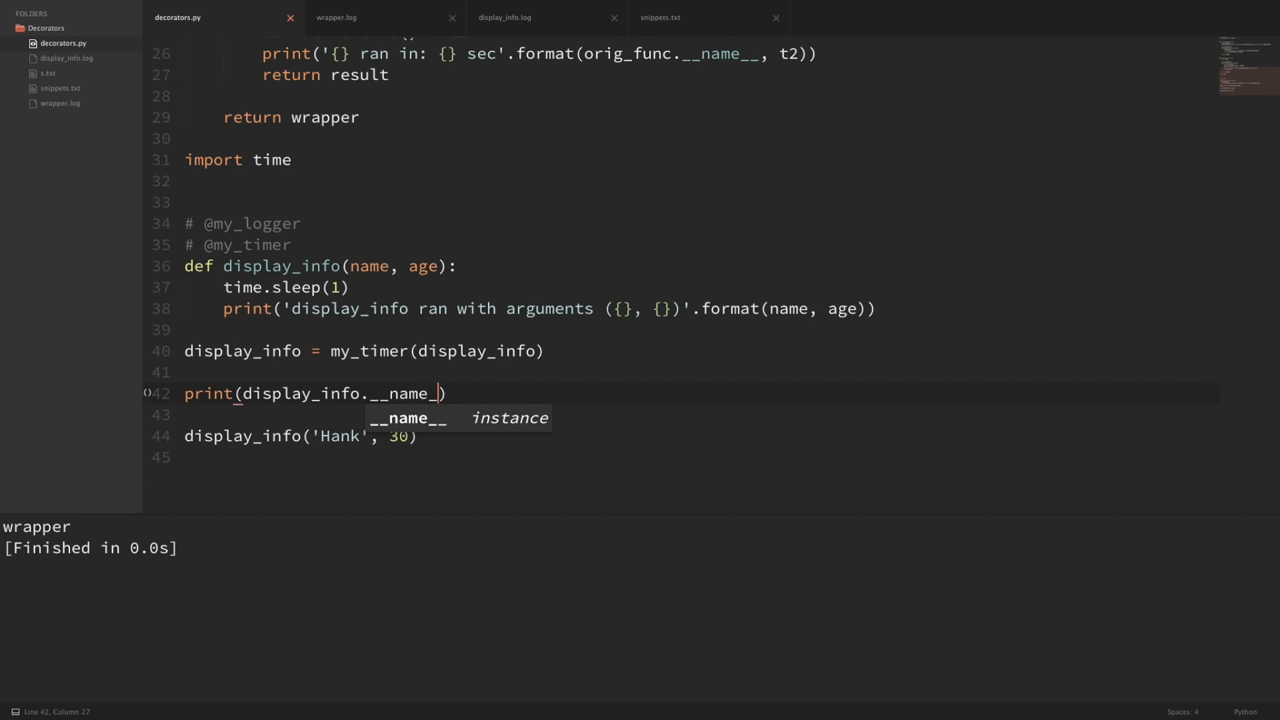 FOLDERS
Decorators
decorators.py
display_info.log
s.txt
snippets.txt
wrapper.log
decorators.py
wrapper.log
display_info.log
snippets.txt
26 print('{} ran in: {} sec'.format(orig_func.__name__, t2))
27 return result
28
29 return wrapper
30
31 import time
32
33
34 # @my_logger
35 # @my_timer
36 def display_info(name, age):
37 time.sleep(1)
38 print('display_info ran with arguments ({}, {})'.format(name, age))
39
40 display_info = my_timer(display_info)
41
42 print(display_info.__name_)
__name__ instance
43
44 display_info('Hank', 30)
45
wrapper
[Finished in 0.0s]
Line 42, Column 27
Spaces: 4
Python